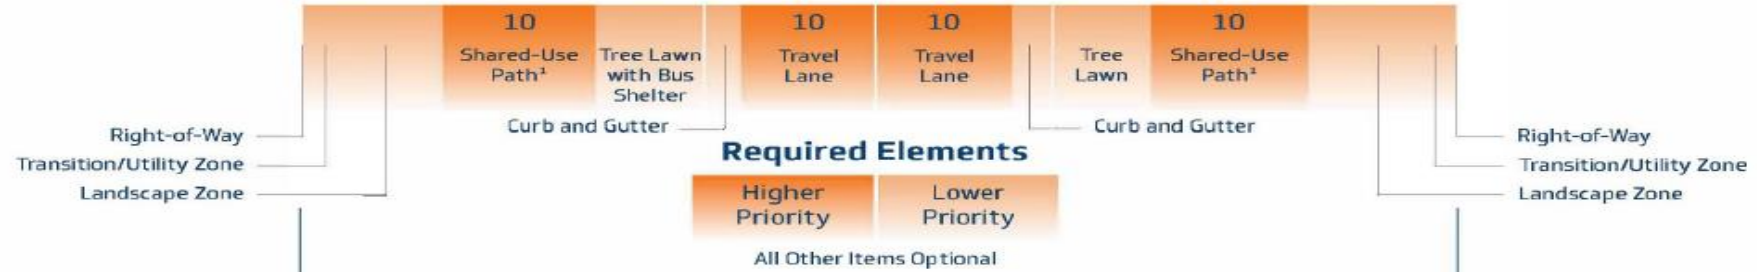 10 10 10 10
Shared-Use Path¹
Tree Lawn with Bus Shelter
Travel Lane
Travel Lane
Tree Lawn
Shared-Use Path¹
Curb and Gutter
Curb and Gutter
Right-of-Way
Transition/Utility Zone
Landscape Zone
Required Elements
Higher Priority
Lower Priority
All Other Items Optional
Right-of-Way
Transition/Utility Zone
Landscape Zone